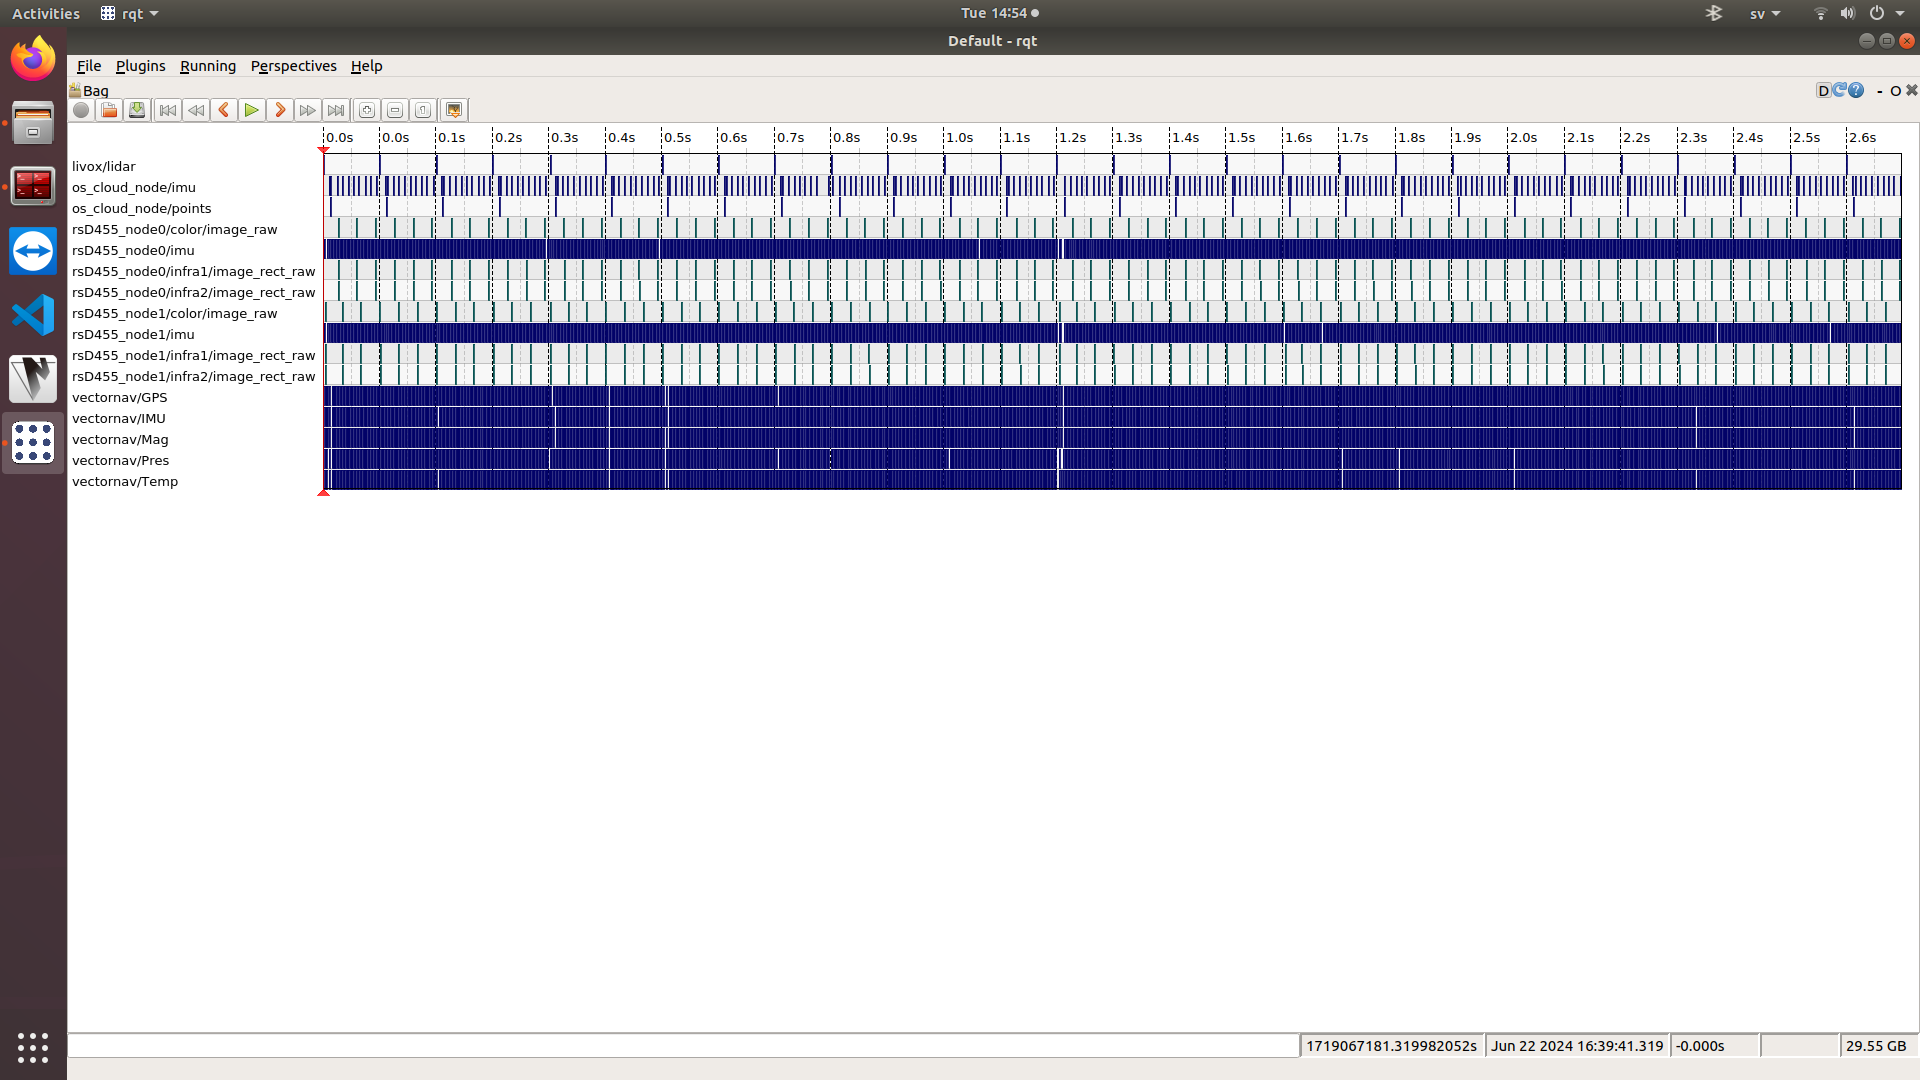 Activities rqt Tue 14:54 sv
Default - rqt
File Plugins Running Perspectives Help
Bag D - O
0.0s 0.0s 0.1s 0.2s 0.3s 0.4s 0.5s 0.6s 0.7s 0.8s 0.9s 1.0s 1.1s 1.2s 1.3s 1.4s 1.5s 1.6s 1.7s 1.8s 1.9s 2.0s 2.1s 2.2s 2.3s 2.4s 2.5s 2.6s
livox/lidar
os_cloud_node/imu
os_cloud_node/points
rsD455_node0/color/image_raw
rsD455_node0/imu
rsD455_node0/infra1/image_rect_raw
rsD455_node0/infra2/image_rect_raw
rsD455_node1/color/image_raw
rsD455_node1/imu
rsD455_node1/infra1/image_rect_raw
rsD455_node1/infra2/image_rect_raw
vectornav/GPS
vectornav/IMU
vectornav/Mag
vectornav/Pres
vectornav/Temp
1719067181.319982052s Jun 22 2024 16:39:41.319 -0.000s 29.55 GB